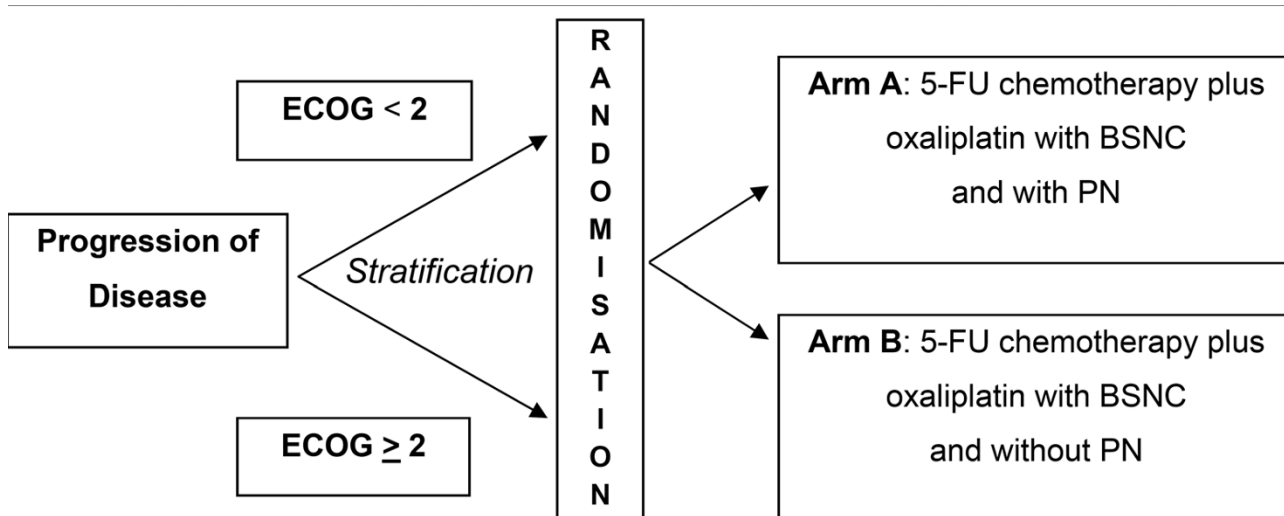 ECOG < 2
Progression of
Disease
Stratification
ECOG ≥ 2
R
A
N
D
O
M
I
S
A
T
I
O
N
Arm A: 5-FU chemotherapy plus
oxaliplatin with BSNC
and with PN
Arm B: 5-FU chemotherapy plus
oxaliplatin with BSNC
and without PN